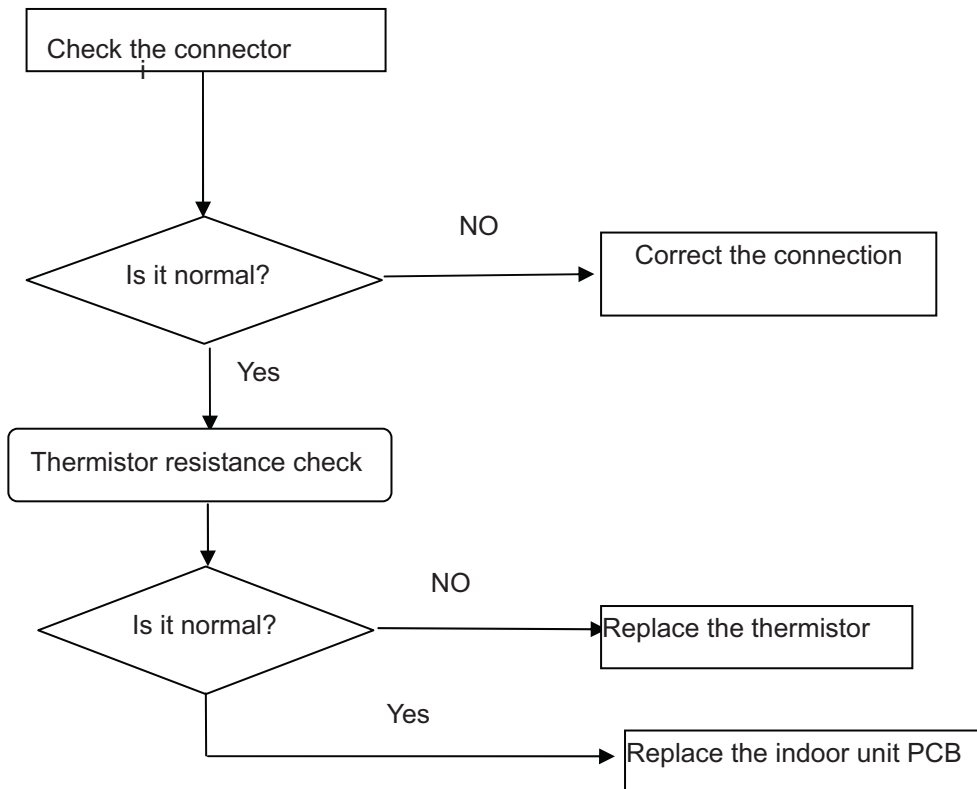 Check the connector
i
NO
Correct the connection
Is it normal?
Yes
Thermistor resistance check
NO
Is it normal?
Replace the thermistor
Yes
Replace the indoor unit PCB